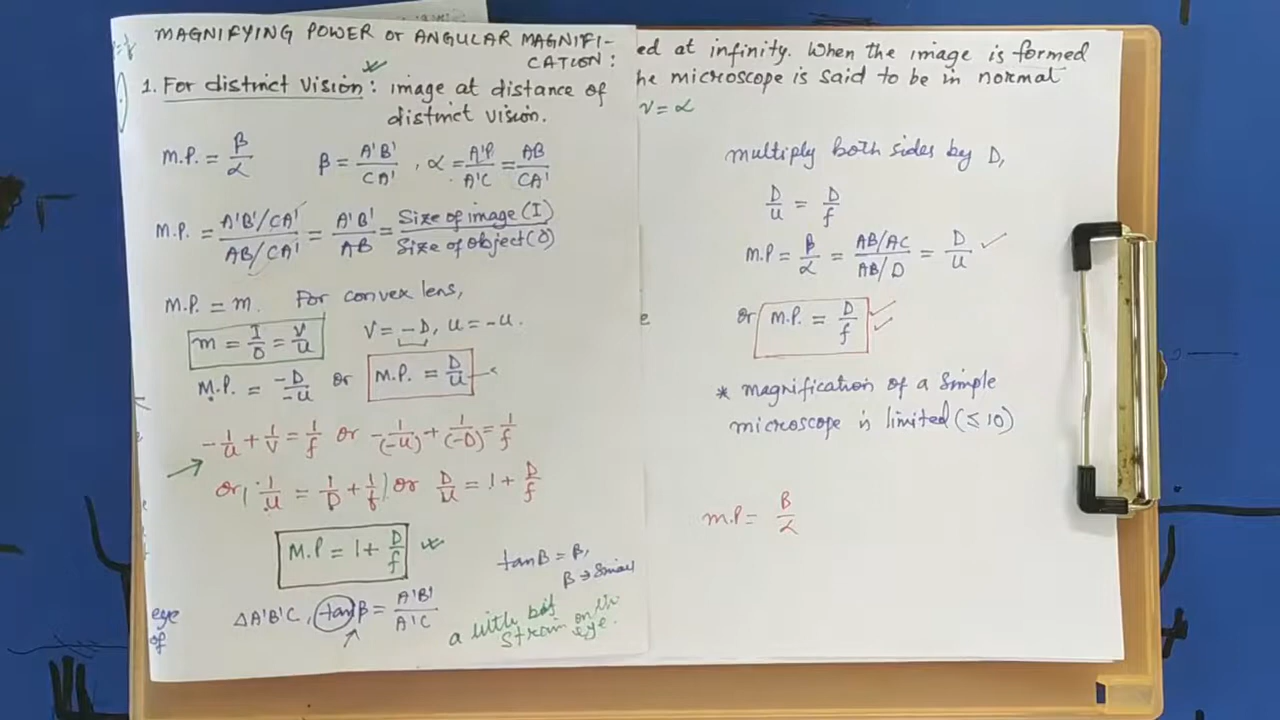 MAGNIFYING POWER or ANGULAR MAGNIFI-
CATION:
1. For distinct Vision: image at distance of
distinct vision.
M.P. = β/α  β = A'B'/CA', α = A'P/A'C = AB/CA'
M.P. = (A'B'/CA')/(AB/CA') = A'B'/AB = Size of image (I)/Size of object (O)
M.P. = m. For convex lens,
m = I/O = V/u  V = -D, u = -u.
M.P. = -D/-u or M.P. = D/u
-1/u + 1/v = 1/f or -1/(-u) + 1/(-D) = 1/f
or, 1/u = 1/D + 1/f or D/u = 1 + D/f
M.P = 1 + D/f
tanβ = β,
β → small
ΔA'B'C, tanβ = A'B'/A'C
a little bit
strain on the
eye.
eye
of
ed at infinity. When the image is formed
he microscope is said to be in normal
v = α
multiply both sides by D,
D/u = D/f
M.P = β/α = (AB/AC)/(AB/D) = D/u
or M.P. = D/f
* magnification of a simple
microscope is limited (≤ 10)
m.P = β/α